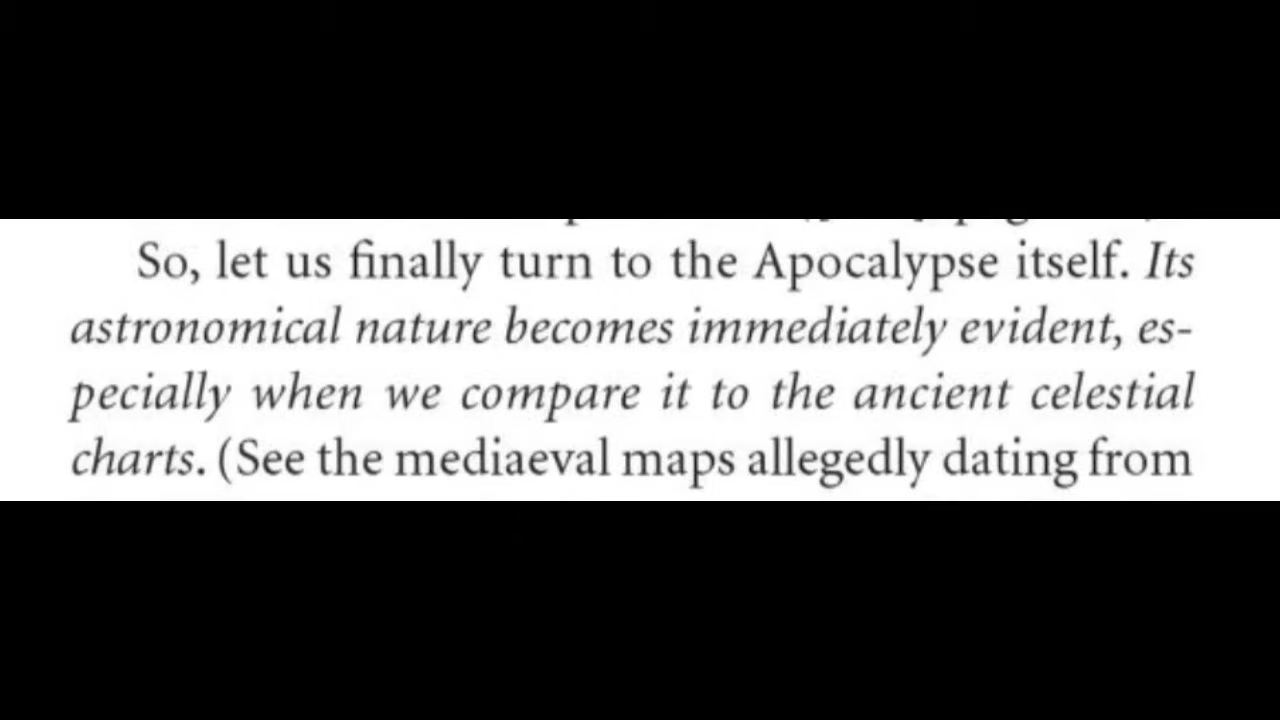 So, let us finally turn to the Apocalypse itself. Its
astronomical nature becomes immediately evident, es-
pecially when we compare it to the ancient celestial
charts. (See the mediaeval maps allegedly dating from